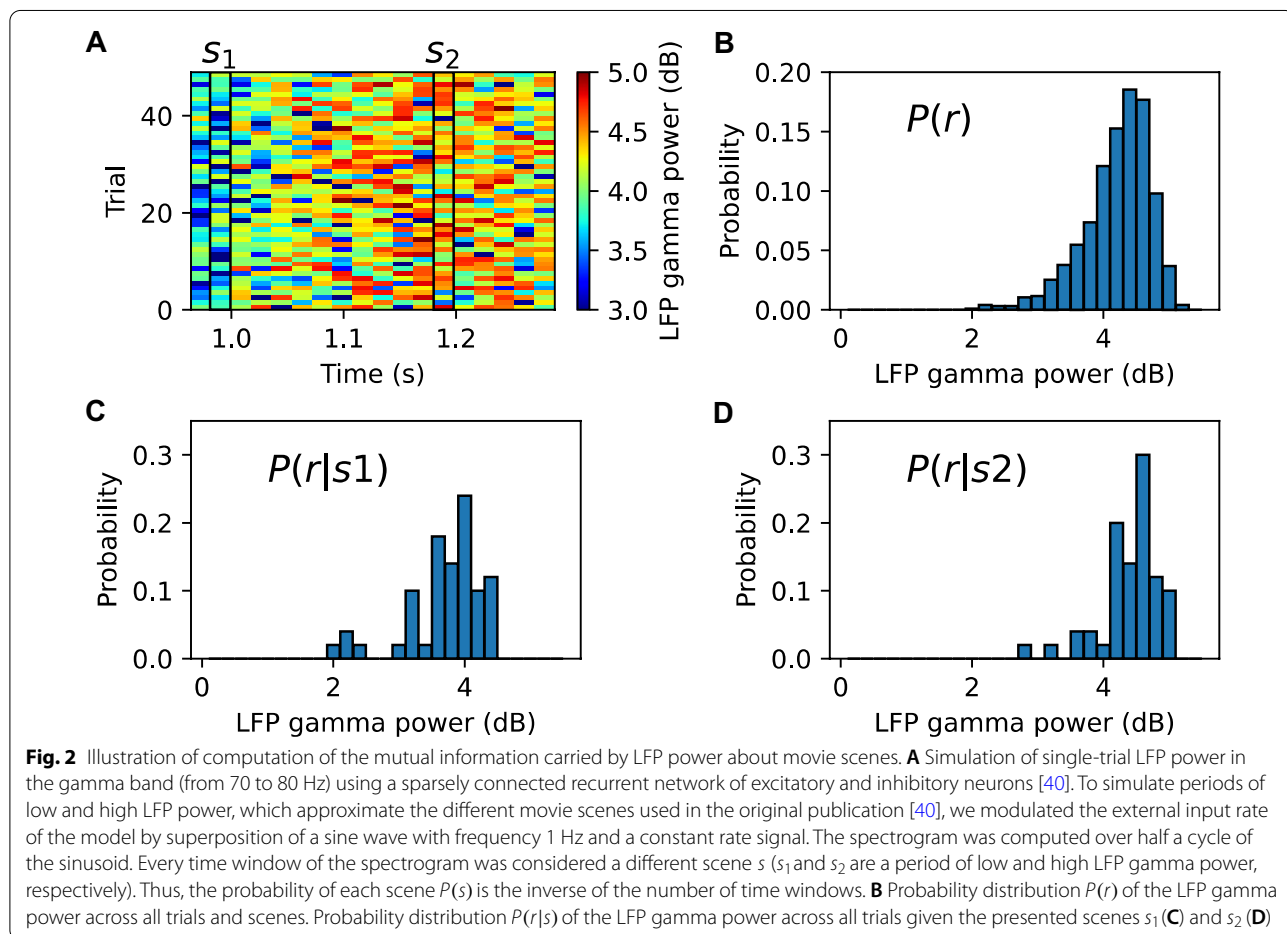 A
s1
s2
40
20
0
Trial
1.0
1.1
1.2
Time (s)
5.0
4.5
4.0
3.5
3.0
LFP gamma power (dB)
B
P(r)
0.20
0.15
0.10
0.05
0.00
Probability
0
2
4
LFP gamma power (dB)
C
P(r|s1)
0.3
0.2
0.1
0.0
Probability
0
2
4
LFP gamma power (dB)
D
P(r|s2)
0.3
0.2
0.1
0.0
Probability
0
2
4
LFP gamma power (dB)
Fig. 2 Illustration of computation of the mutual information carried by LFP power about movie scenes. A Simulation of single-trial LFP power in
the gamma band (from 70 to 80 Hz) using a sparsely connected recurrent network of excitatory and inhibitory neurons [40]. To simulate periods of
low and high LFP power, which approximate the different movie scenes used in the original publication [40], we modulated the external input rate
of the model by superposition of a sine wave with frequency 1 Hz and a constant rate signal. The spectrogram was computed over half a cycle of
the sinusoid. Every time window of the spectrogram was considered a different scene s (s1 and s2 are a period of low and high LFP gamma power,
respectively). Thus, the probability of each scene P(s) is the inverse of the number of time windows. B Probability distribution P(r) of the LFP gamma
power across all trials and scenes. Probability distribution P(r|s) of the LFP gamma power across all trials given the presented scenes s1 (C) and s2 (D)